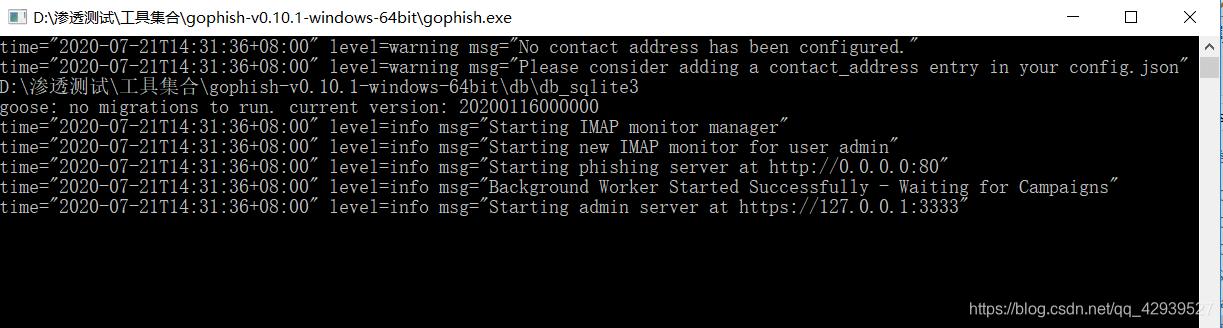 D:\渗透测试\工具集合\gophish-v0.10.1-windows-64bit\gophish.exe
time="2020-07-21T14:31:36+08:00" level=warning msg="No contact address has been configured."
time="2020-07-21T14:31:36+08:00" level=warning msg="Please consider adding a contact_address entry in your config.json"
D:\渗透测试\工具集合\gophish-v0.10.1-windows-64bit\db\db_sqlite3
goose: no migrations to run. current version: 20200116000000
time="2020-07-21T14:31:36+08:00" level=info msg="Starting IMAP monitor manager"
time="2020-07-21T14:31:36+08:00" level=info msg="Starting new IMAP monitor for user admin"
time="2020-07-21T14:31:36+08:00" level=info msg="Starting phishing server at http://0.0.0.0:80"
time="2020-07-21T14:31:36+08:00" level=info msg="Background Worker Started Successfully - Waiting for Campaigns"
time="2020-07-21T14:31:36+08:00" level=info msg="Starting admin server at https://127.0.0.1:3333"
https://blog.csdn.net/qq_42939527